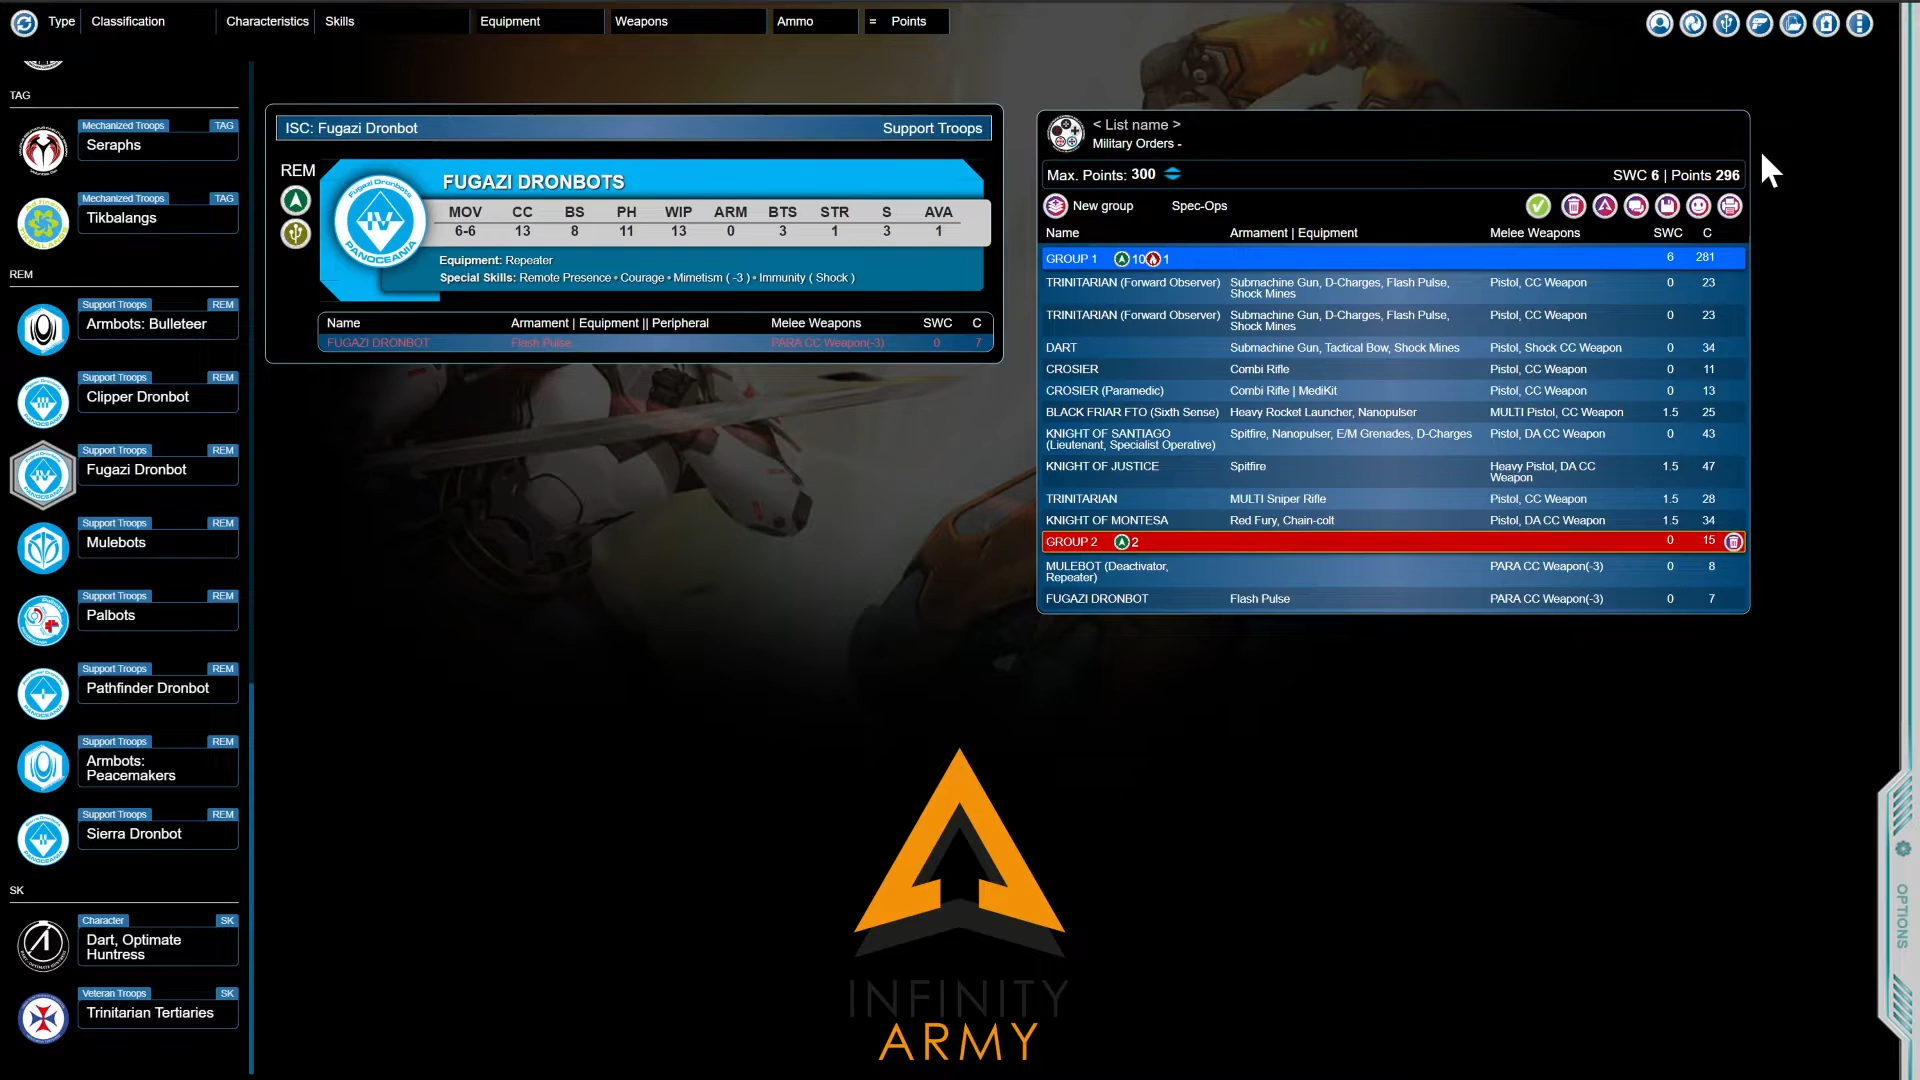 Type
Classification
Characteristics
Skills
Equipment
Weapons
Ammo
= Points
TAG
Mechanized Troops TAG
Seraphs
Mechanized Troops TAG
Tikbalangs
REM
Support Troops REM
Armbots: Bulleteer
Support Troops REM
Clipper Dronbot
Support Troops REM
Fugazi Dronbot
Support Troops REM
Mulebots
Support Troops REM
Palbots
Support Troops REM
Pathfinder Dronbot
Support Troops REM
Armbots:
Peacemakers
Support Troops REM
Sierra Dronbot
SK
Character SK
Dart, Optimate
Huntress
Veteran Troops SK
Trinitarian Tertiaries
ISC: Fugazi Dronbot Support Troops
REM
Fugazi Dronbots
IV
PANOCEANIA
FUGAZI DRONBOTS
MOV CC BS PH WIP ARM BTS STR S AVA
6-6 13 8 11 13 0 3 1 3 1
Equipment: Repeater
Special Skills: Remote Presence • Courage • Mimetism ( -3 ) • Immunity ( Shock )
Name Armament | Equipment || Peripheral Melee Weapons SWC C
FUGAZI DRONBOT Flash Pulse PARA CC Weapon(-3) 0 7
< List name >
Military Orders -
Max. Points: 300 SWC 6 | Points 296
New group Spec-Ops
Name Armament | Equipment Melee Weapons SWC C
GROUP 1 10 1 6 281
TRINITARIAN (Forward Observer) Submachine Gun, D-Charges, Flash Pulse, Pistol, CC Weapon 0 23
Shock Mines
TRINITARIAN (Forward Observer) Submachine Gun, D-Charges, Flash Pulse, Pistol, CC Weapon 0 23
Shock Mines
DART Submachine Gun, Tactical Bow, Shock Mines Pistol, Shock CC Weapon 0 34
CROSIER Combi Rifle Pistol, CC Weapon 0 11
CROSIER (Paramedic) Combi Rifle | MediKit Pistol, CC Weapon 0 13
BLACK FRIAR FTO (Sixth Sense) Heavy Rocket Launcher, Nanopulser MULTI Pistol, CC Weapon 1.5 25
KNIGHT OF SANTIAGO Spitfire, Nanopulser, E/M Grenades, D-Charges Pistol, DA CC Weapon 0 43
(Lieutenant, Specialist Operative)
KNIGHT OF JUSTICE Spitfire Heavy Pistol, DA CC 1.5 47
Weapon
TRINITARIAN MULTI Sniper Rifle Pistol, CC Weapon 1.5 28
KNIGHT OF MONTESA Red Fury, Chain-colt Pistol, DA CC Weapon 1.5 34
GROUP 2 2 0 15
MULEBOT (Deactivator, PARA CC Weapon(-3) 0 8
Repeater)
FUGAZI DRONBOT Flash Pulse PARA CC Weapon(-3) 0 7
INFINITY
ARMY
OPTIONS